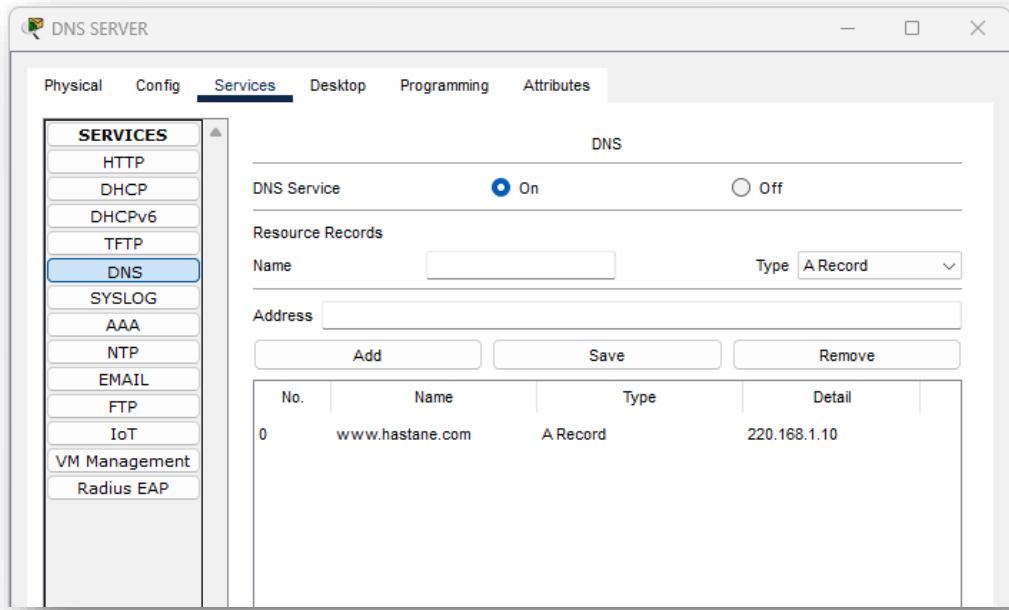 DNS SERVER
Physical Config Services Desktop Programming Attributes
SERVICES
HTTP
DHCP
DHCPv6
TFTP
DNS
SYSLOG
AAA
NTP
EMAIL
FTP
IoT
VM Management
Radius EAP
DNS
DNS Service On Off
Resource Records
Name Type A Record
Address
Add Save Remove
No. Name Type Detail
0 www.hastane.com A Record 220.168.1.10